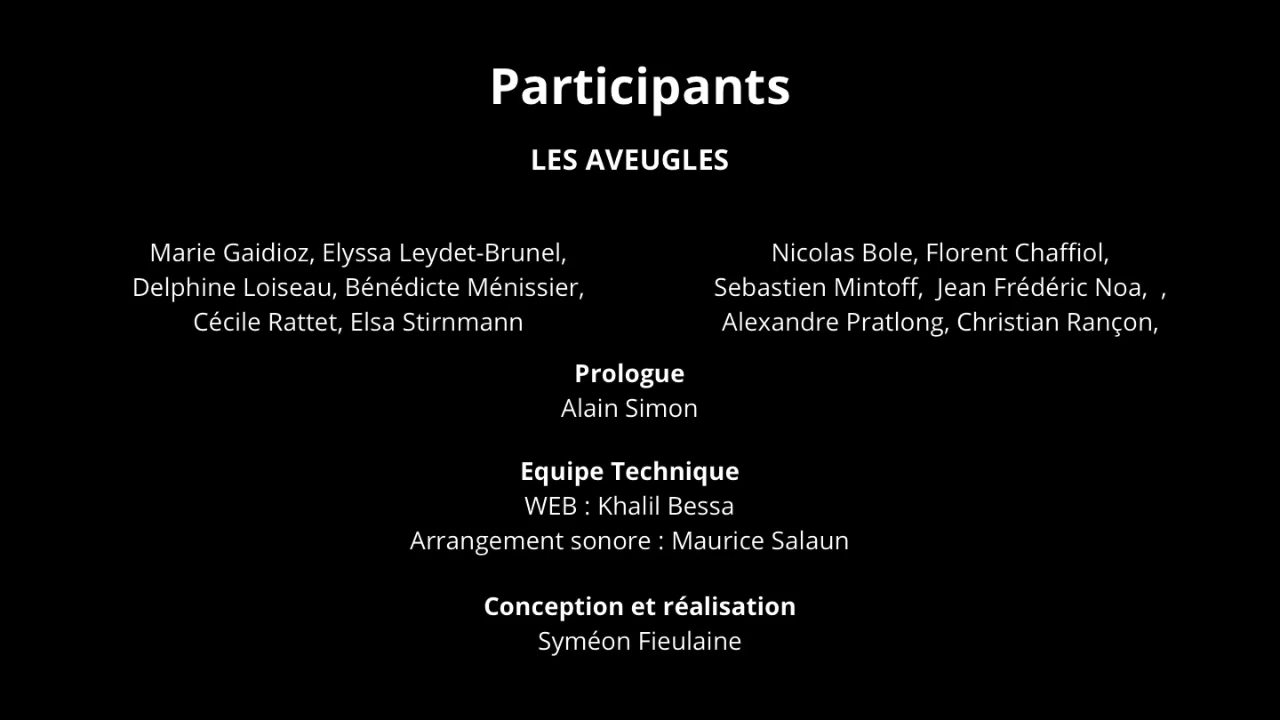 Participants
LES AVEUGLES
Marie Gaidioz, Elyssa Leydet-Brunel,
Delphine Loiseau, Bénédicte Ménissier,
Cécile Rattet, Elsa Stirnmann
Nicolas Bole, Florent Chaffiol,
Sebastien Mintoff,  Jean Frédéric Noa,  ,
Alexandre Pratlong, Christian Rançon,
Prologue
Alain Simon
Equipe Technique
WEB : Khalil Bessa
Arrangement sonore : Maurice Salaun
Conception et réalisation
Syméon Fieulaine